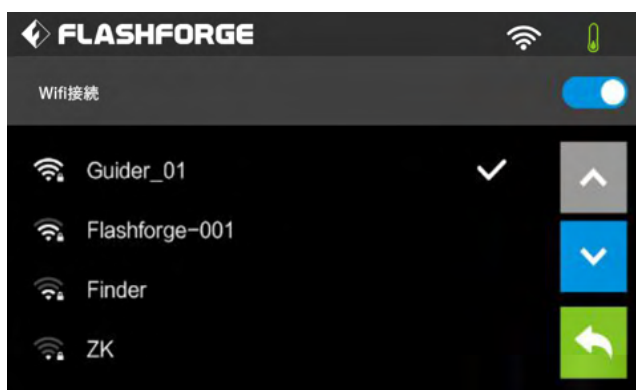 FLASHFORGE
Wifi接続
Guider_01
Flashforge-001
Finder
ZK